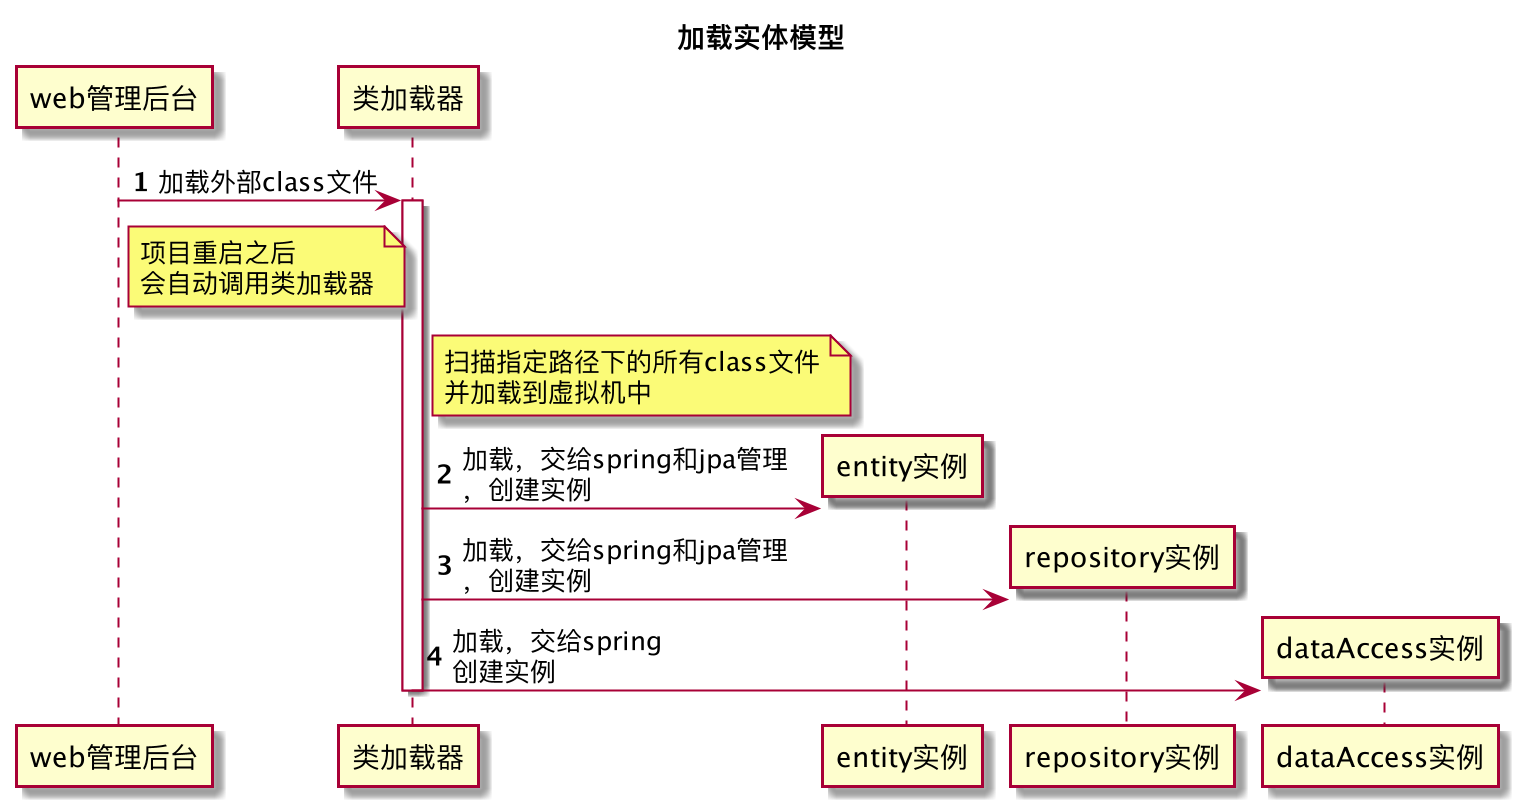 加载实体模型
web管理后台
类加载器
1 加载外部class文件
项目重启之后
会自动调用类加载器
扫描指定路径下的所有class文件
并加载到虚拟机中
2 加载，交给spring和jpa管理
，创建实例
entity实例
3 加载，交给spring和jpa管理
，创建实例
repository实例
4 加载，交给spring
创建实例
dataAccess实例
web管理后台
类加载器
entity实例
repository实例
dataAccess实例